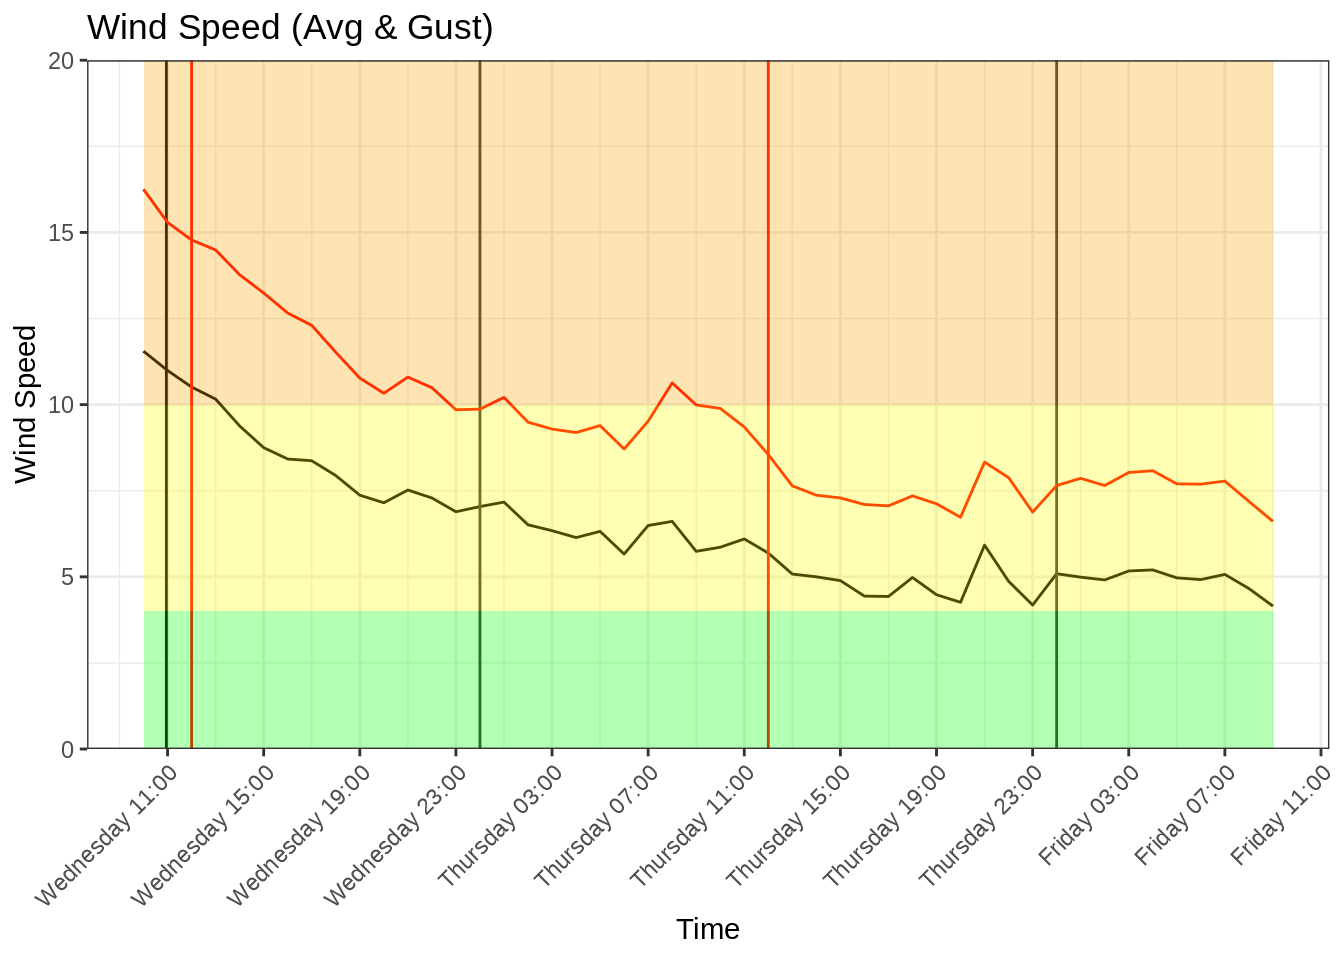 Wind Speed (Avg & Gust)
20
15
10
5
0
Wind Speed
Wednesday 11:00
Wednesday 15:00
Wednesday 19:00
Wednesday 23:00
Thursday 03:00
Thursday 07:00
Thursday 11:00
Thursday 15:00
Thursday 19:00
Thursday 23:00
Friday 03:00
Friday 07:00
Friday 11:00
Time